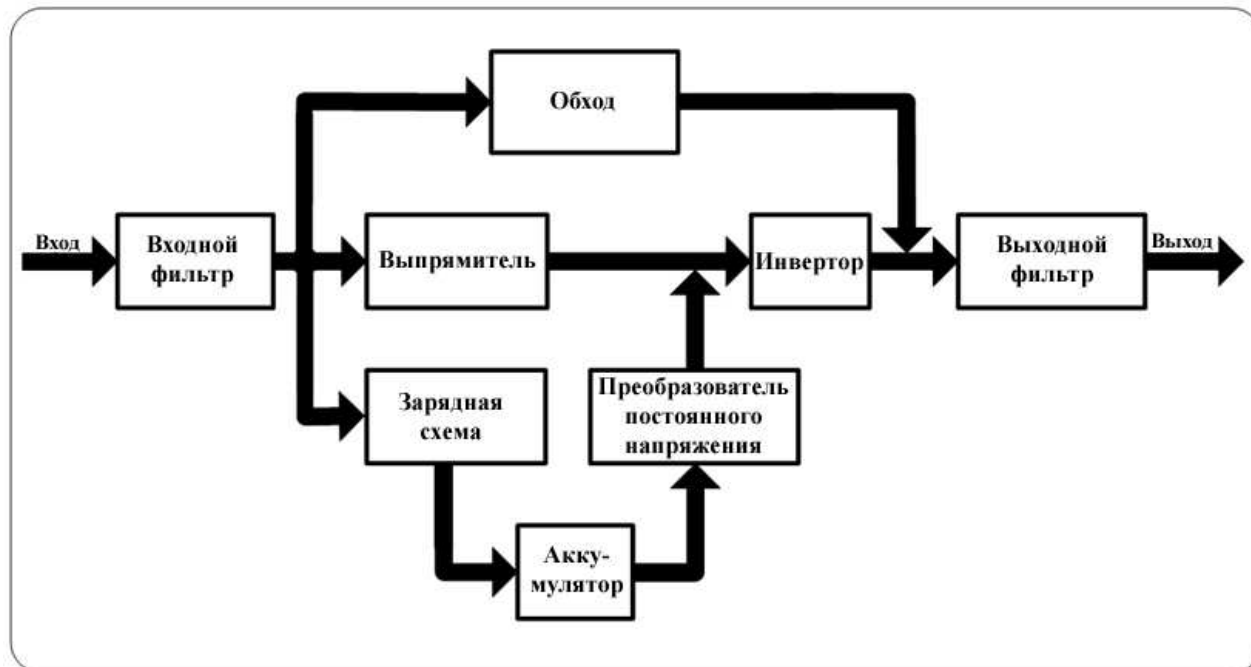 Обход
Вход
Входной
фильтр
Выпрямитель
Инвертор
Выходной
фильтр
Выход
Зарядная
схема
Преобразователь
постоянного
напряжения
Акку-
мулятор